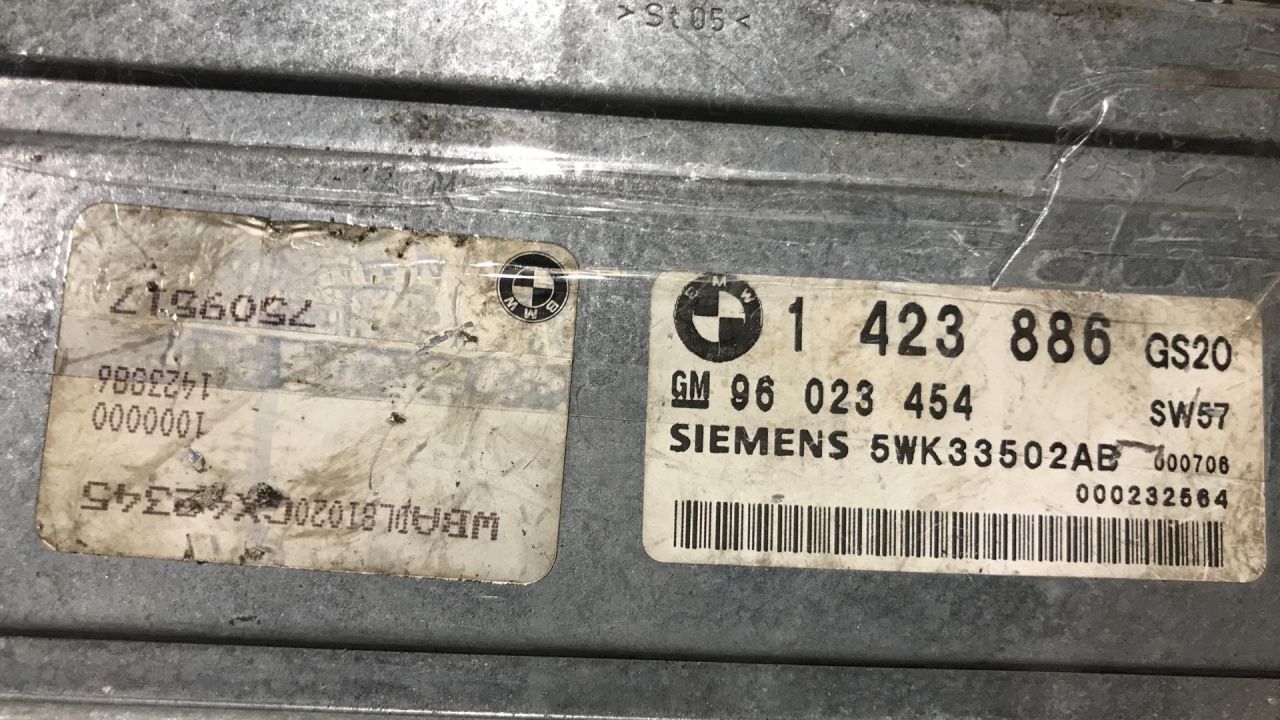 >St05<
WBADL81020GX42345
1000000
1423886
7509517
BMW
BMW
1 423 886 GS20
GM 96 023 454 SW57
SIEMENS 5WK33502AB 000706
000232564